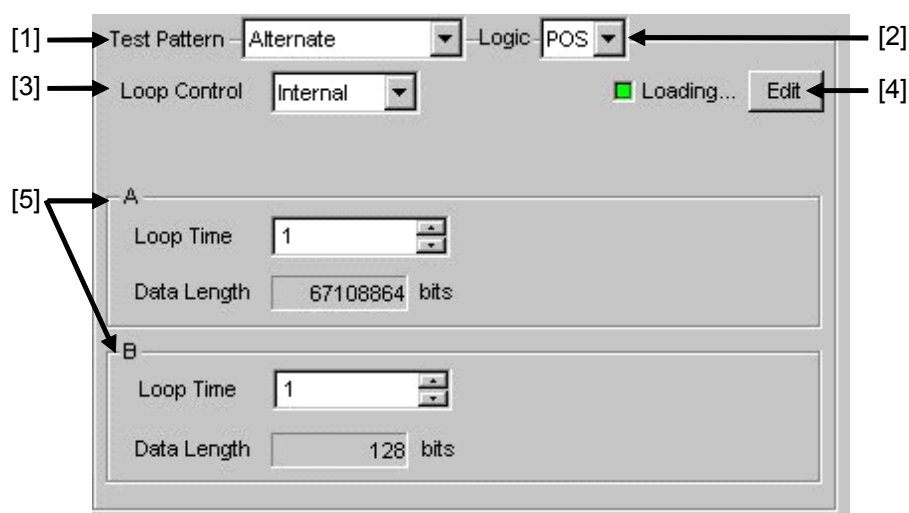 [1] Test Pattern Alternate Logic POS [2]
[3] Loop Control Internal Loading... Edit [4]
[5] A
Loop Time 1
Data Length 67108864 bits
B
Loop Time 1
Data Length 128 bits